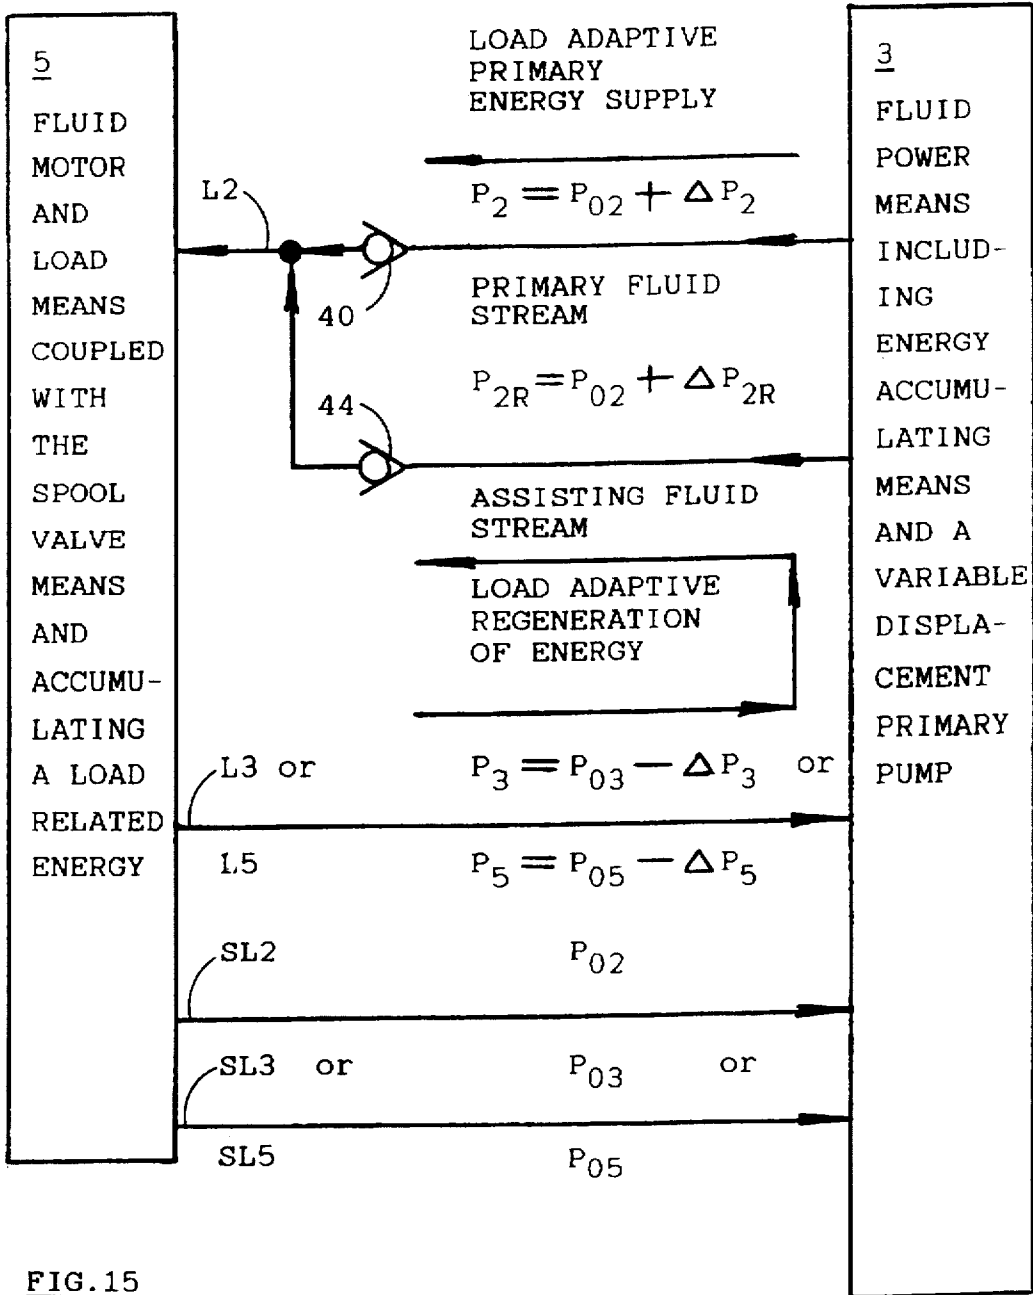 5
FLUID
MOTOR
AND
LOAD
MEANS
COUPLED
WITH
THE
SPOOL
VALVE
MEANS
AND
ACCUMU-
LATING
A LOAD
RELATED
ENERGY
LOAD ADAPTIVE
PRIMARY
ENERGY SUPPLY
L2
P₂ = P₀₂ + ΔP₂
40
PRIMARY FLUID
STREAM
P₂R = P₀₂ + ΔP₂R
44
ASSISTING FLUID
STREAM
LOAD ADAPTIVE
REGENERATION
OF ENERGY
L3 or
P₃ = P₀₃ − ΔP₃ or
L5
P₅ = P₀₅ − ΔP₅
SL2
P₀₂
SL3 or
P₀₃ or
SL5
P₀₅
3
FLUID
POWER
MEANS
INCLUD-
ING
ENERGY
ACCUMU-
LATING
MEANS
AND A
VARIABLE
DISPLA-
CEMENT
PRIMARY
PUMP
FIG.15